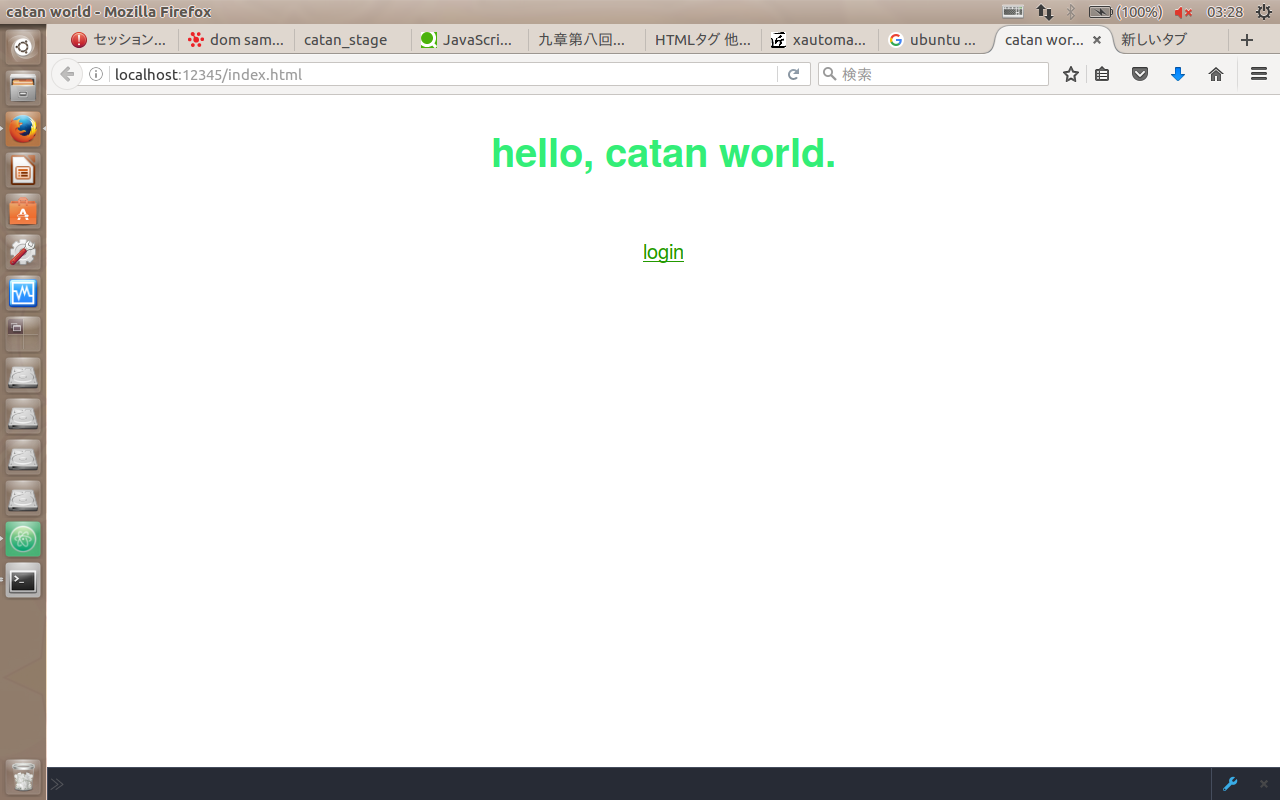 catan world - Mozilla Firefox
(100%)
03:28
セッション...
dom sam...
catan_stage
JavaScri...
九章第八回...
HTMLタグ 他...
xautoma...
ubuntu ...
catan wor...
新しいタブ
localhost:12345/index.html
検索
hello, catan world.
login